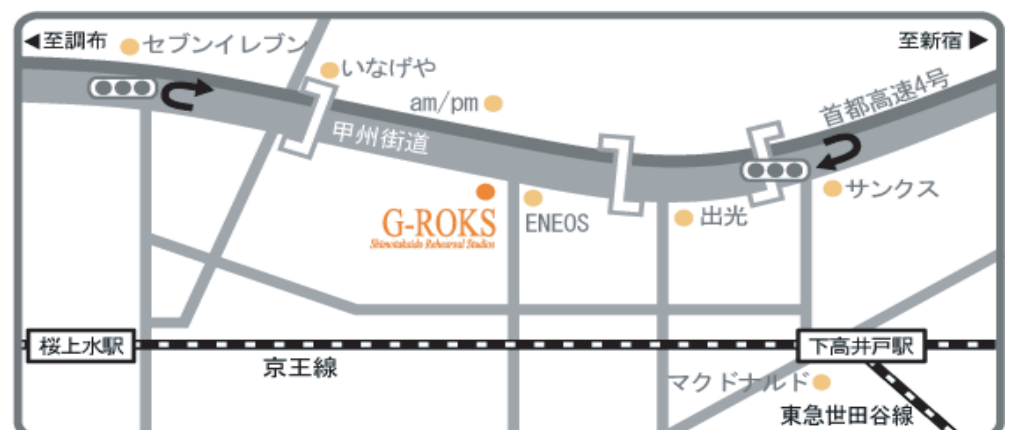 ◀至調布
セブンイレブン
至新宿▶
いなげや
am/pm
首都高速4号
甲州街道
サンクス
G-ROKS
Shimotakaido Rehearsal Studios
ENEOS
出光
桜上水駅
下高井戸駅
京王線
マクドナルド
東急世田谷線